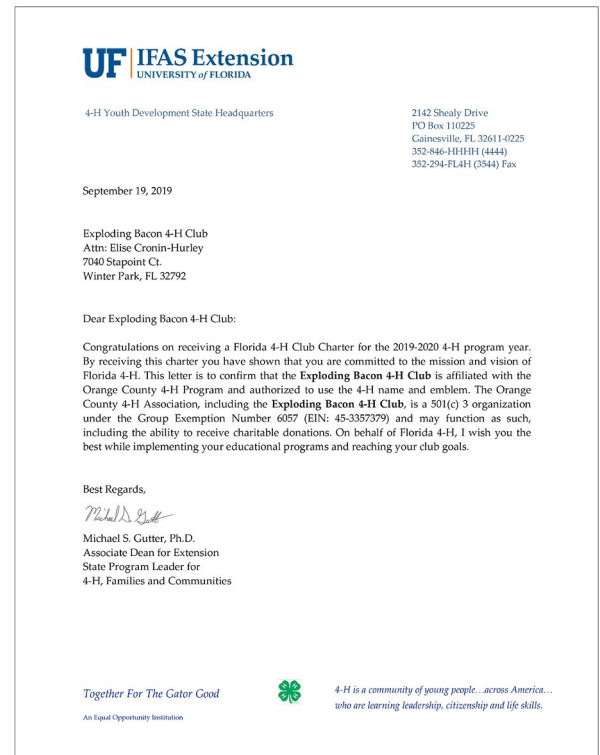 UF IFAS Extension
UNIVERSITY of FLORIDA
4-H Youth Development State Headquarters
2142 Shealy Drive
PO Box 110225
Gainesville, FL 32611-0225
352-846-HHHH (4444)
352-294-FL4H (3544) Fax
September 19, 2019
Exploding Bacon 4-H Club
Attn: Elise Cronin-Hurley
7040 Stapoint Ct.
Winter Park, FL 32792
Dear Exploding Bacon 4-H Club:
Congratulations on receiving a Florida 4-H Club Charter for the 2019-2020 4-H program year.
By receiving this charter you have shown that you are committed to the mission and vision of
Florida 4-H. This letter is to confirm that the Exploding Bacon 4-H Club is affiliated with the
Orange County 4-H Program and authorized to use the 4-H name and emblem. The Orange
County 4-H Association, including the Exploding Bacon 4-H Club, is a 501(c) 3 organization
under the Group Exemption Number 6057 (EIN: 45-3357379) and may function as such,
including the ability to receive charitable donations. On behalf of Florida 4-H, I wish you the
best while implementing your educational programs and reaching your club goals.
Best Regards,
Michael S. Gutter, Ph.D.
Associate Dean for Extension
State Program Leader for
4-H, Families and Communities
Together For The Gator Good
An Equal Opportunity Institution
4-H is a community of young people…across America…
who are learning leadership, citizenship and life skills.